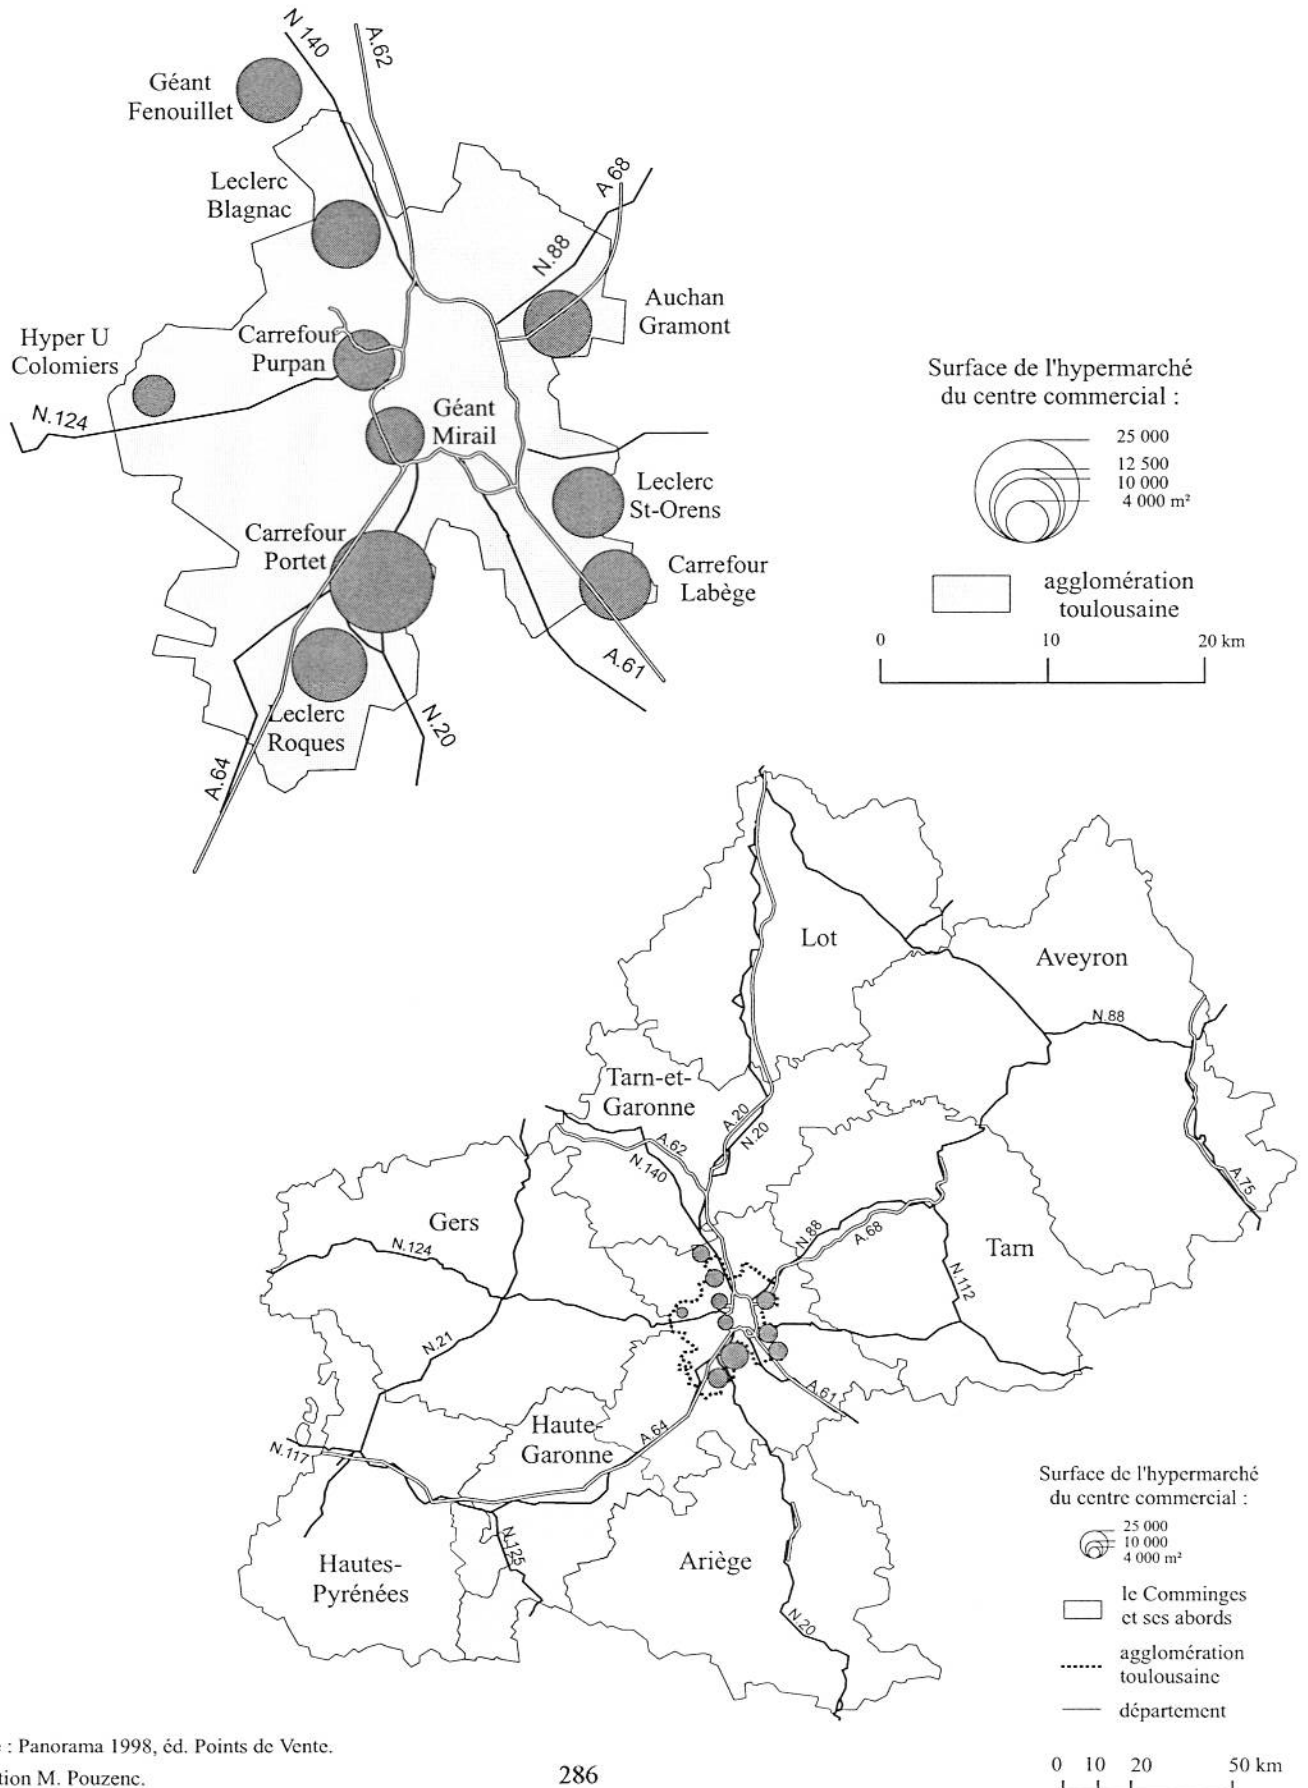 N 140
A.62
Géant
Fenouillet
Leclerc
Blagnac
A 68
N.88
Auchan
Gramont
Hyper U
Colomiers
Carrefour
Purpan
N.124
Géant
Mirail
Leclerc
St-Orens
Carrefour
Portet
Carrefour
Labège
A.61
Leclerc
Roques
N.20
A.64
Surface de l'hypermarché
du centre commercial :
25 000
12 500
10 000
4 000 m²
agglomération
toulousaine
0 10 20 km
Lot
Aveyron
N.88
Tarn-et-
Garonne
A.20
N.20
A.62
N.140
A.75
Gers
N.124
N.88
A.68
Tarn
N.112
N.21
A.61
Haute-
Garonne
A.64
N.117
N.125
Hautes-
Pyrénées
Ariège
N.20
Surface de l'hypermarché
du centre commercial :
25 000
10 000
4 000 m²
le Comminges
et ses abords
agglomération
toulousaine
département
: Panorama 1998, éd. Points de Vente.
tion M. Pouzenc.
286
0 10 20 50 km